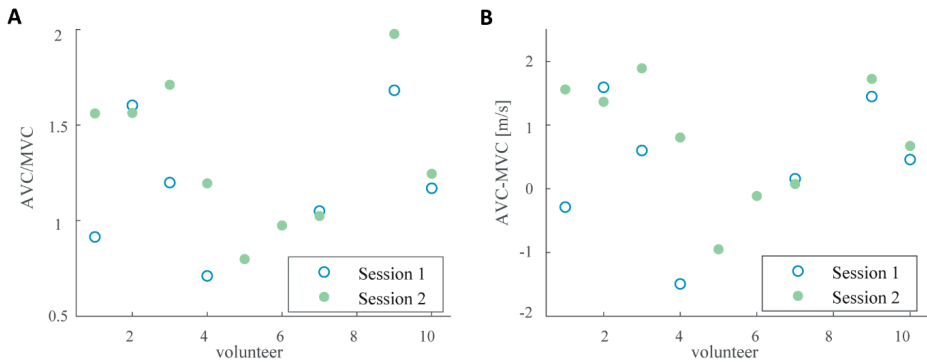 A
2
1.5
1
0.5
AVC/MVC
2
4
6
8
10
volunteer
Session 1
Session 2
B
2
1
0
-1
-2
AVC-MVC [m/s]
2
4
6
8
10
volunteer
Session 1
Session 2